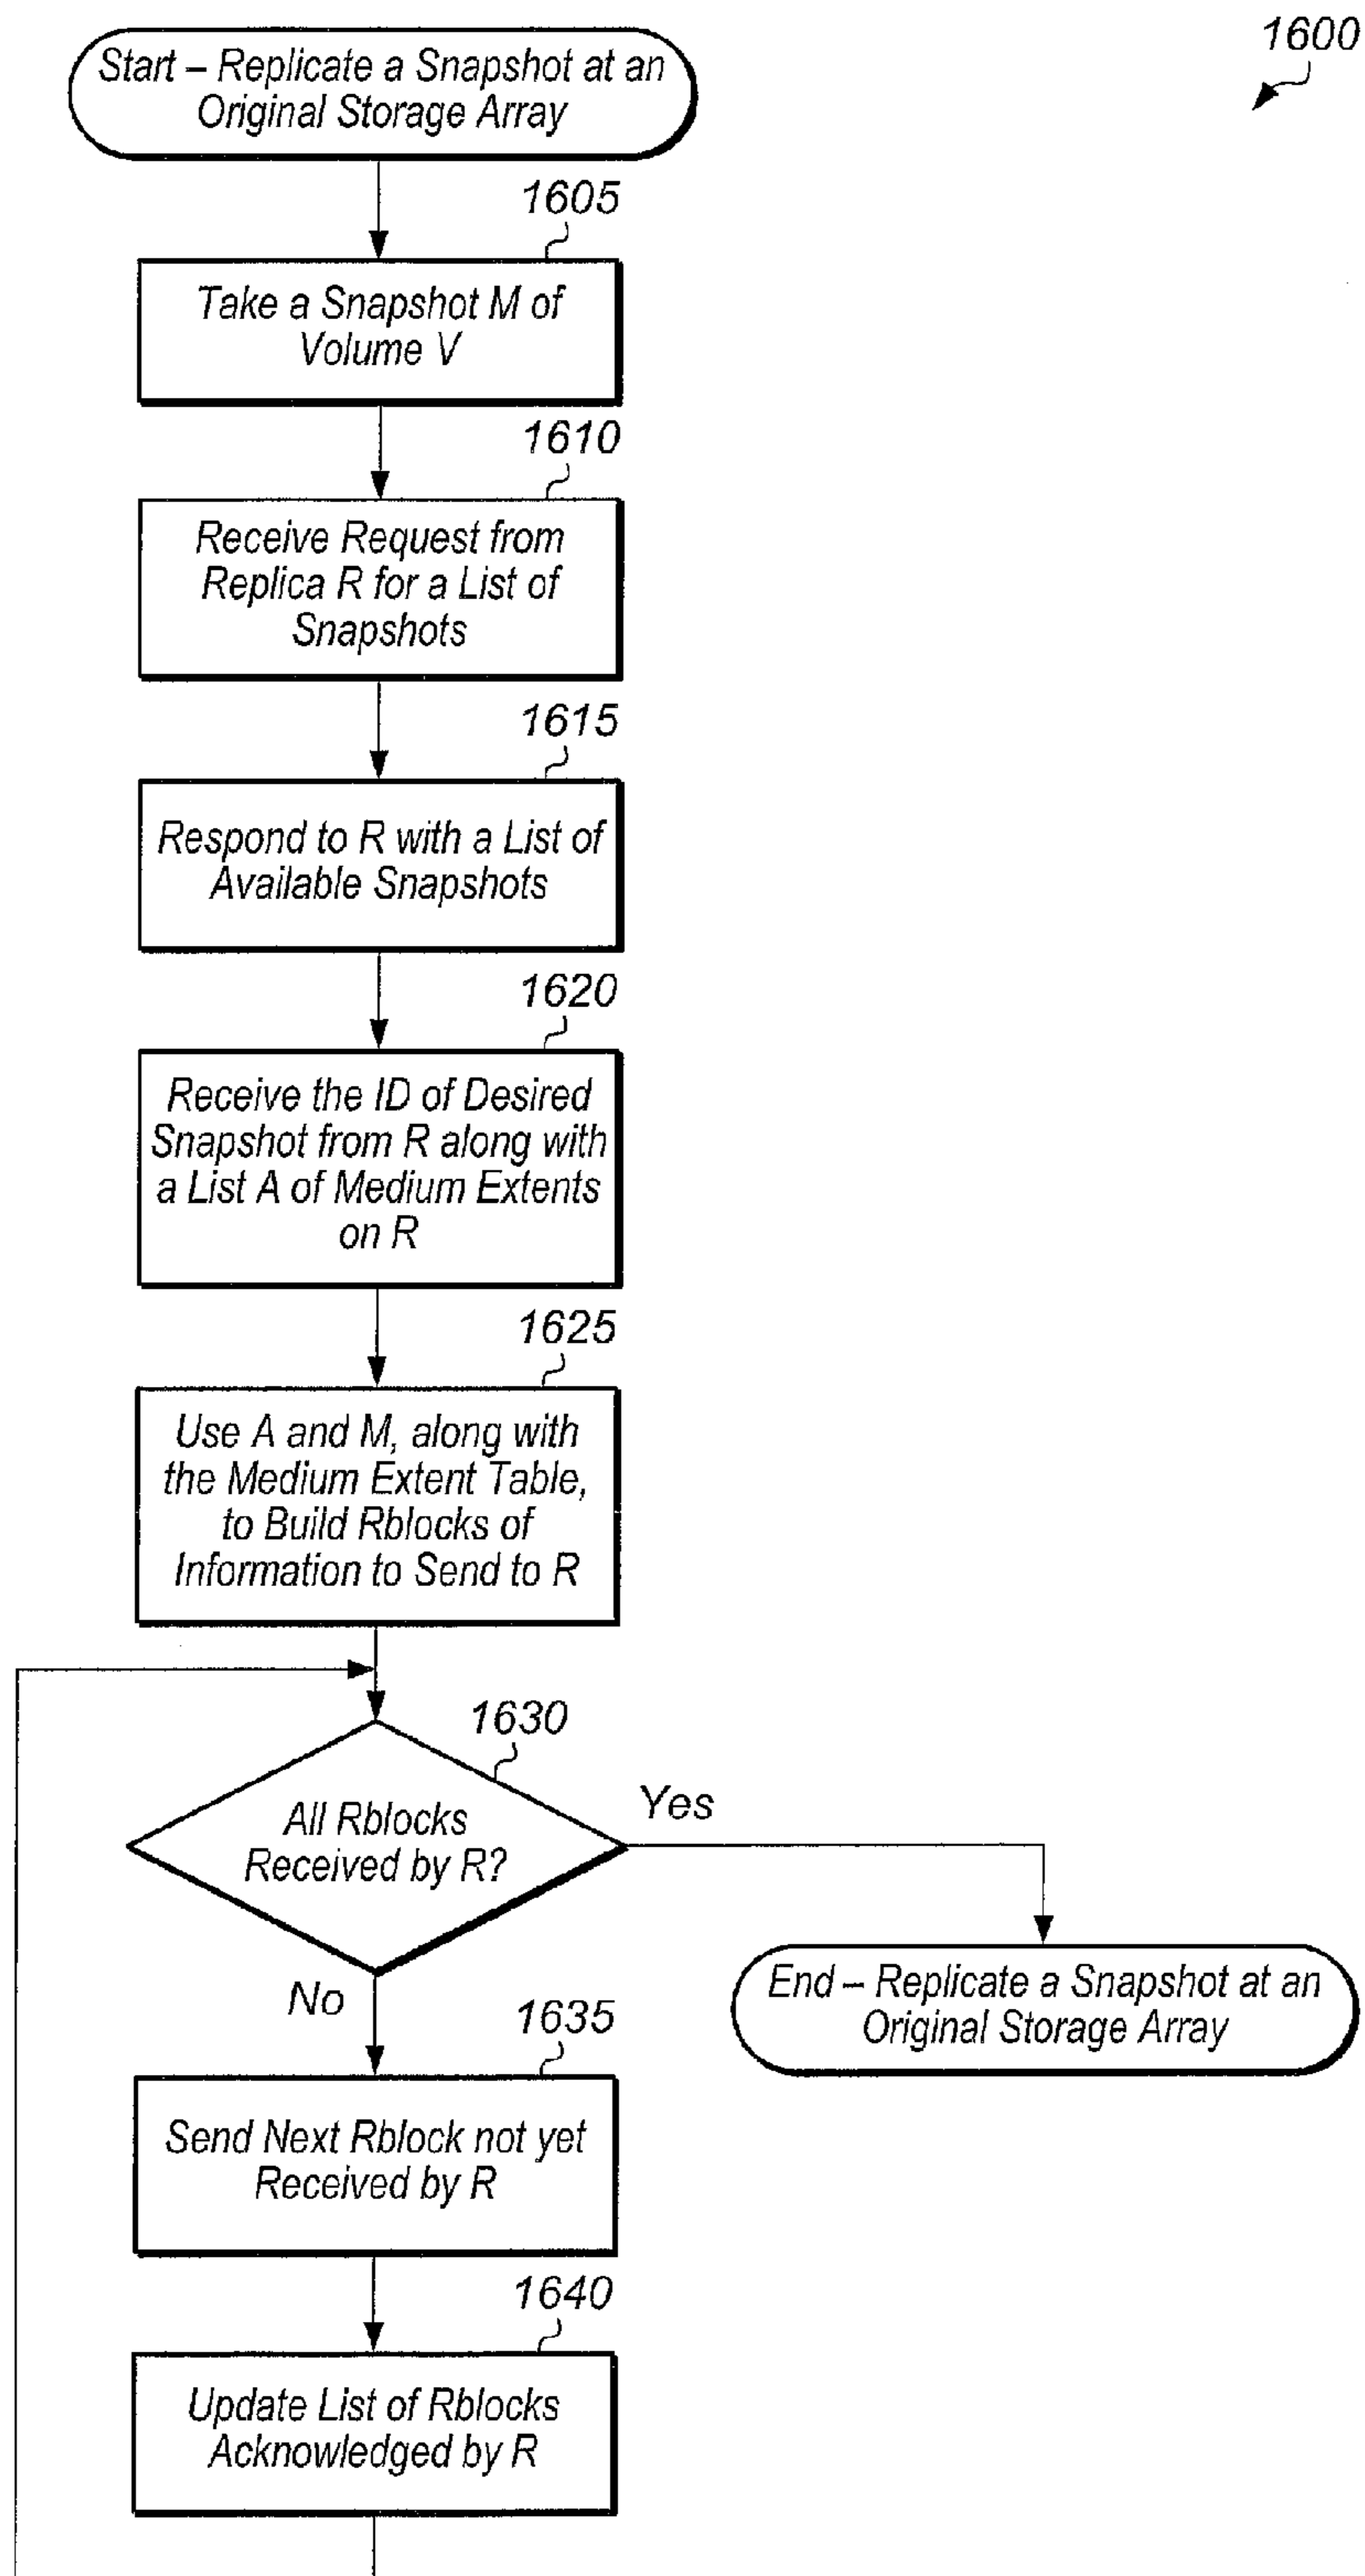 1600
Start – Replicate a Snapshot at an
Original Storage Array
1605
Take a Snapshot M of
Volume V
1610
Receive Request from
Replica R for a List of
Snapshots
1615
Respond to R with a List of
Available Snapshots
1620
Receive the ID of Desired
Snapshot from R along with
a List A of Medium Extents
on R
1625
Use A and M, along with
the Medium Extent Table,
to Build Rblocks of
Information to Send to R
1630
All Rblocks
Received by R?
Yes
No
End – Replicate a Snapshot at an
Original Storage Array
1635
Send Next Rblock not yet
Received by R
1640
Update List of Rblocks
Acknowledged by R